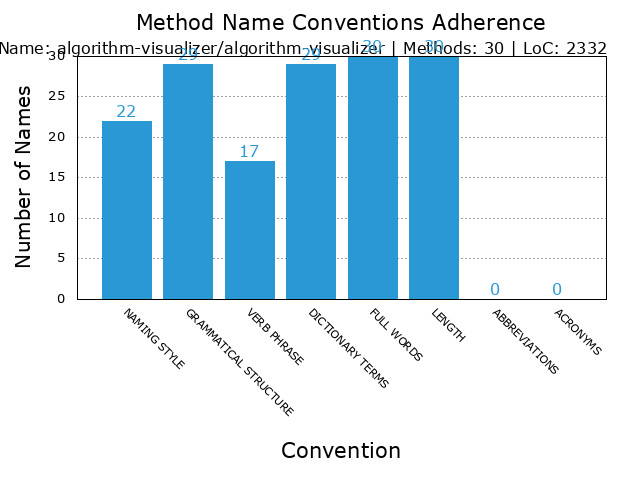 Method Name Conventions Adherence
Name: algorithm-visualizer/algorithm_visualizer | Methods: 30 | LoC: 2332
Number of Names
30
25
20
15
10
5
0
22
29
17
29
30
30
0
0
NAMING STYLE
GRAMMATICAL STRUCTURE
VERB PHRASE
DICTIONARY TERMS
FULL WORDS
LENGTH
ABBREVIATIONS
ACRONYMS
Convention